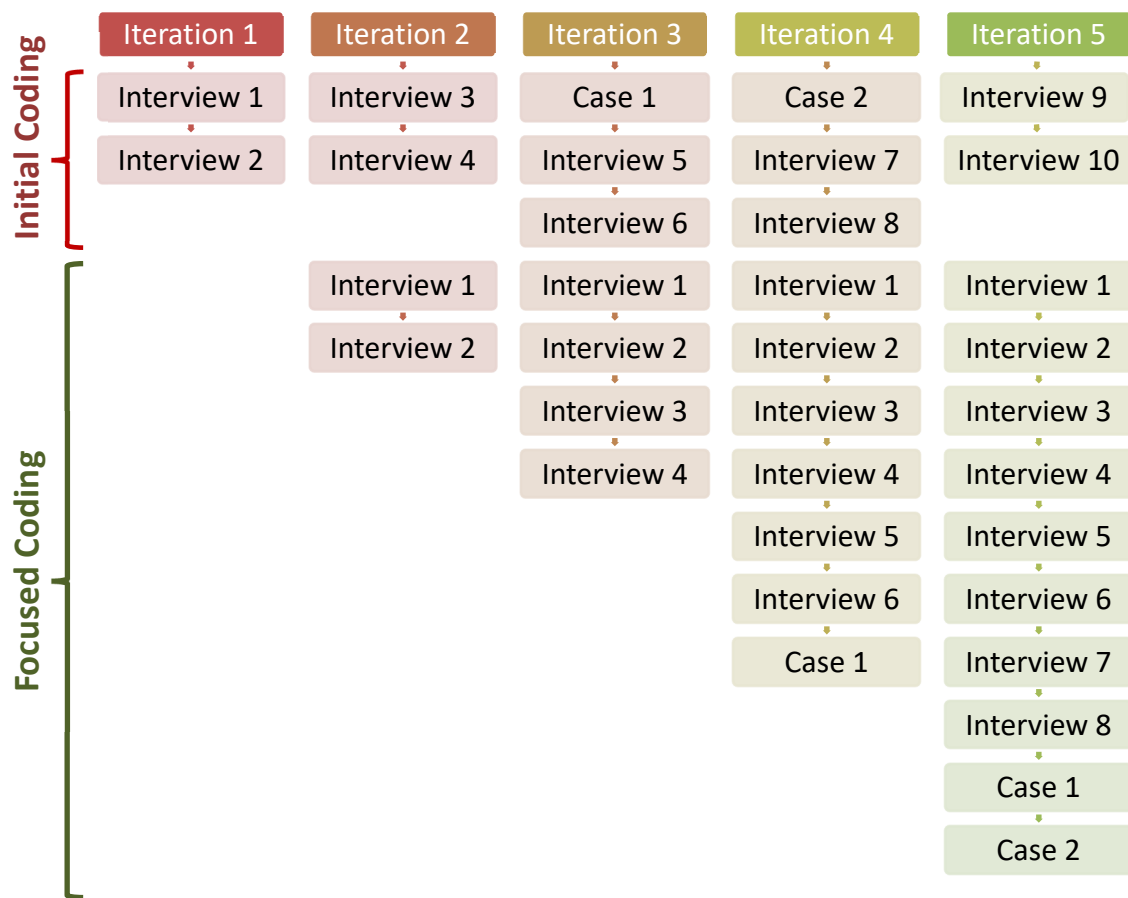 Iteration 1
Iteration 2
Iteration 3
Iteration 4
Iteration 5
Initial Coding
Interview 1
Interview 3
Case 1
Case 2
Interview 9
Interview 2
Interview 4
Interview 5
Interview 7
Interview 10
Interview 6
Interview 8
Focused Coding
Interview 1
Interview 1
Interview 1
Interview 1
Interview 2
Interview 2
Interview 2
Interview 2
Interview 3
Interview 3
Interview 3
Interview 4
Interview 4
Interview 4
Interview 5
Interview 5
Interview 6
Interview 6
Case 1
Interview 7
Interview 8
Case 1
Case 2